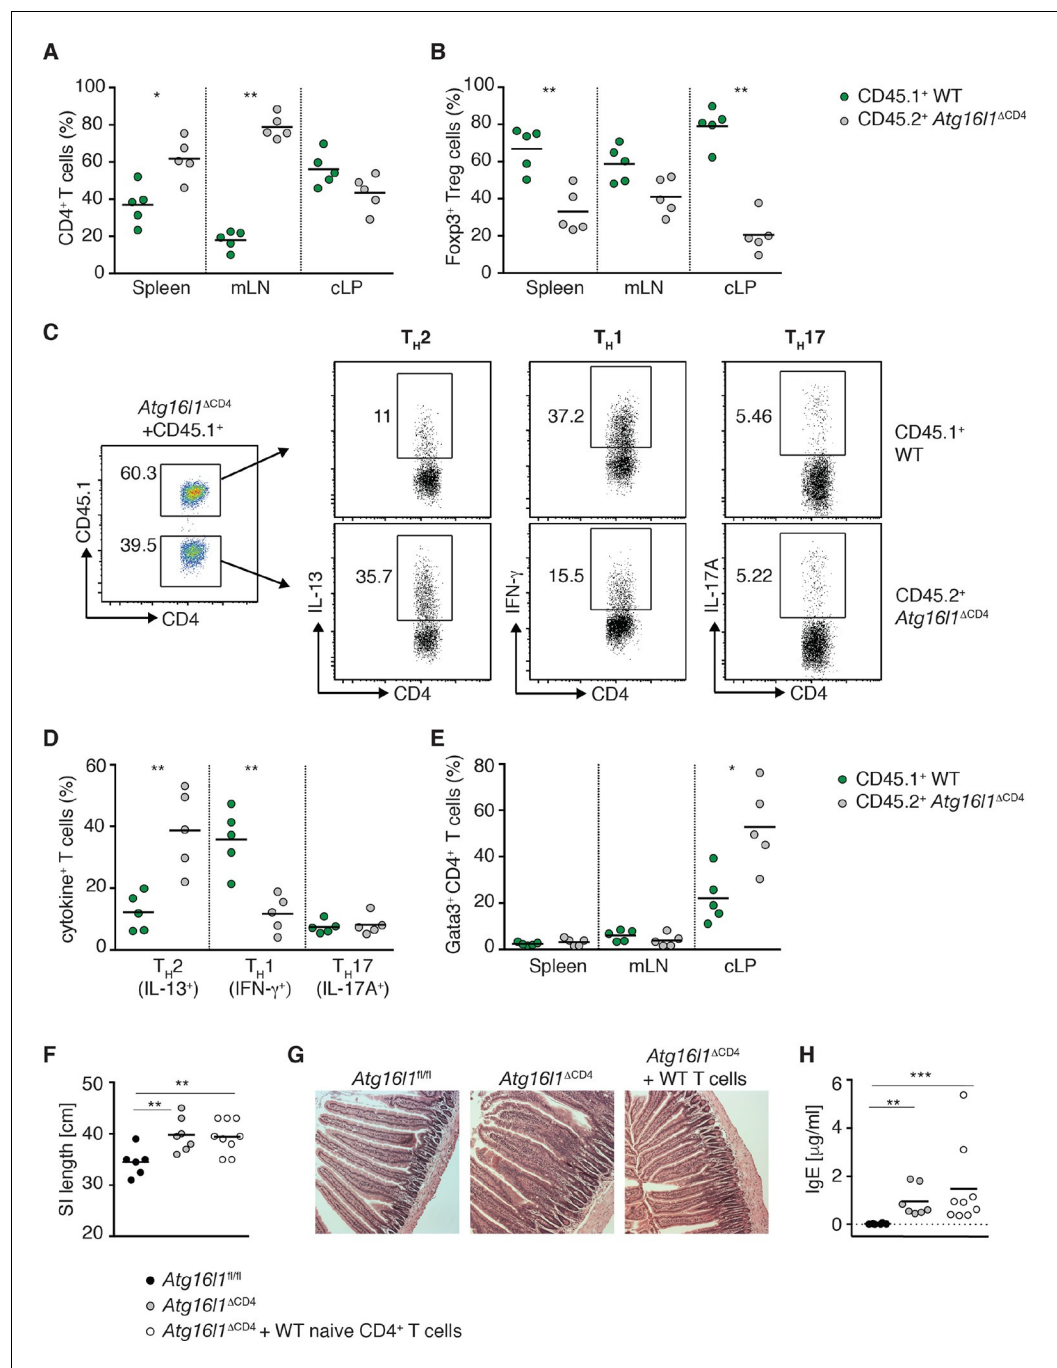 A
B
100
80
60
40
20
0
CD4⁺ T cells (%)
*
**
Spleen
mLN
cLP
100
80
60
40
20
0
Foxp3⁺ Treg cells (%)
**
**
Spleen
mLN
cLP
CD45.1⁺ WT
CD45.2⁺ Atg16l1ΔCD4
C
TH2
TH1
TH17
Atg16l1ΔCD4
+CD45.1⁺
60.3
39.5
CD45.1
CD4
11
37.2
5.46
CD45.1⁺
WT
35.7
15.5
5.22
CD45.2⁺
Atg16l1ΔCD4
IL-13
IFN-γ
IL-17A
CD4
CD4
CD4
D
E
60
40
20
0
cytokine⁺ T cells (%)
**
**
TH2
(IL-13⁺)
TH1
(IFN-γ⁺)
TH17
(IL-17A⁺)
80
60
40
20
0
Gata3⁺ CD4⁺ T cells (%)
*
Spleen
mLN
cLP
CD45.1⁺ WT
CD45.2⁺ Atg16l1ΔCD4
F
50
40
30
20
SI length [cm]
**
**
G
Atg16l1fl/fl
Atg16l1ΔCD4
Atg16l1ΔCD4
+ WT T cells
H
6
4
2
0
IgE [µg/ml]
***
**
Atg16l1fl/fl
Atg16l1ΔCD4
Atg16l1ΔCD4 + WT naive CD4⁺ T cells